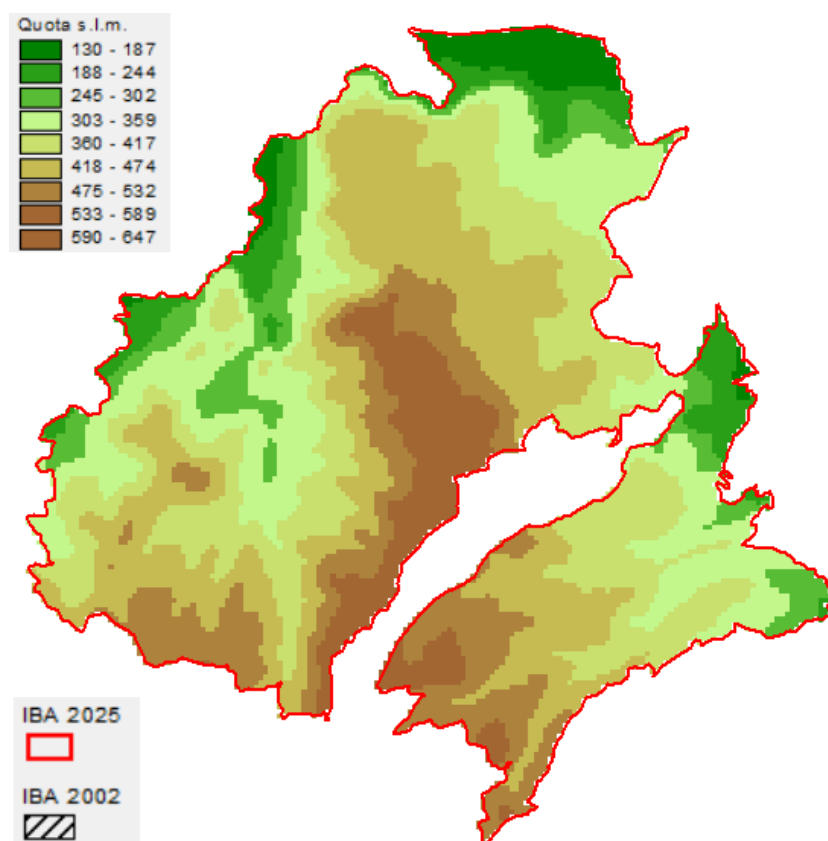 Quota s.l.m.
130 - 187
188 - 244
245 - 302
303 - 359
360 - 417
418 - 474
475 - 532
533 - 589
590 - 647
IBA 2025
IBA 2002